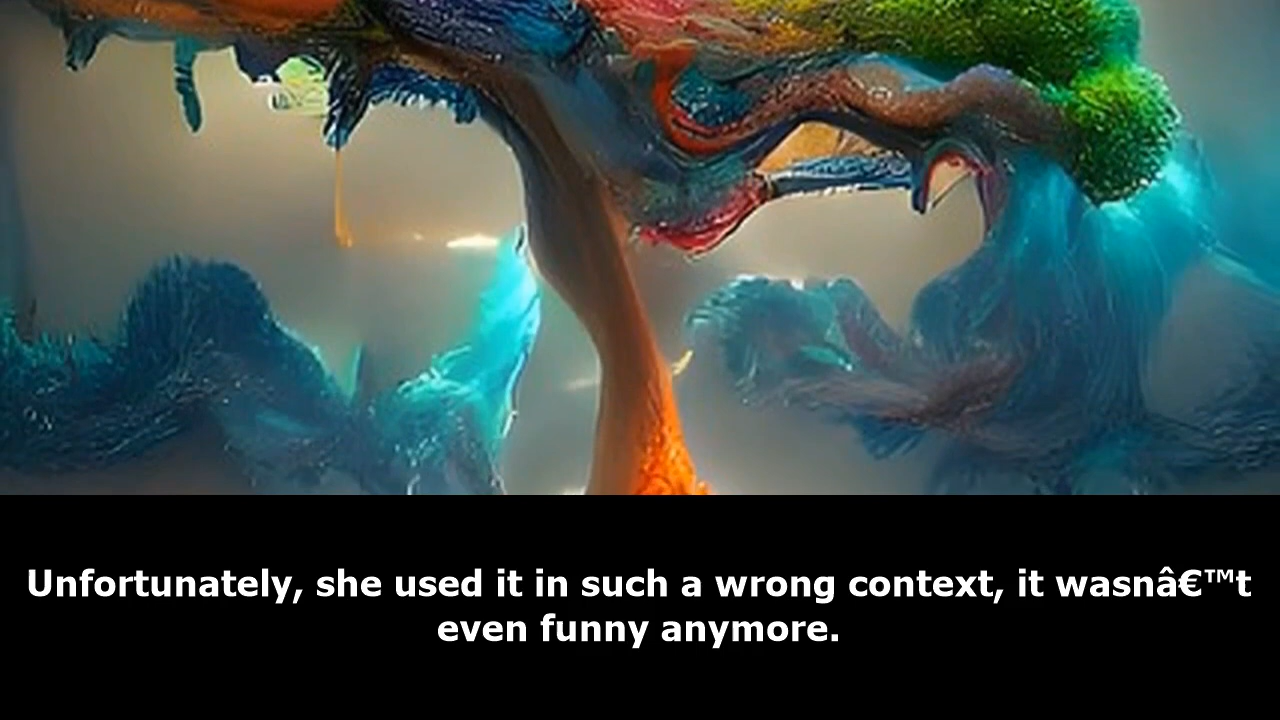 Unfortunately, she used it in such a wrong context, it wasnâ€™t
even funny anymore.